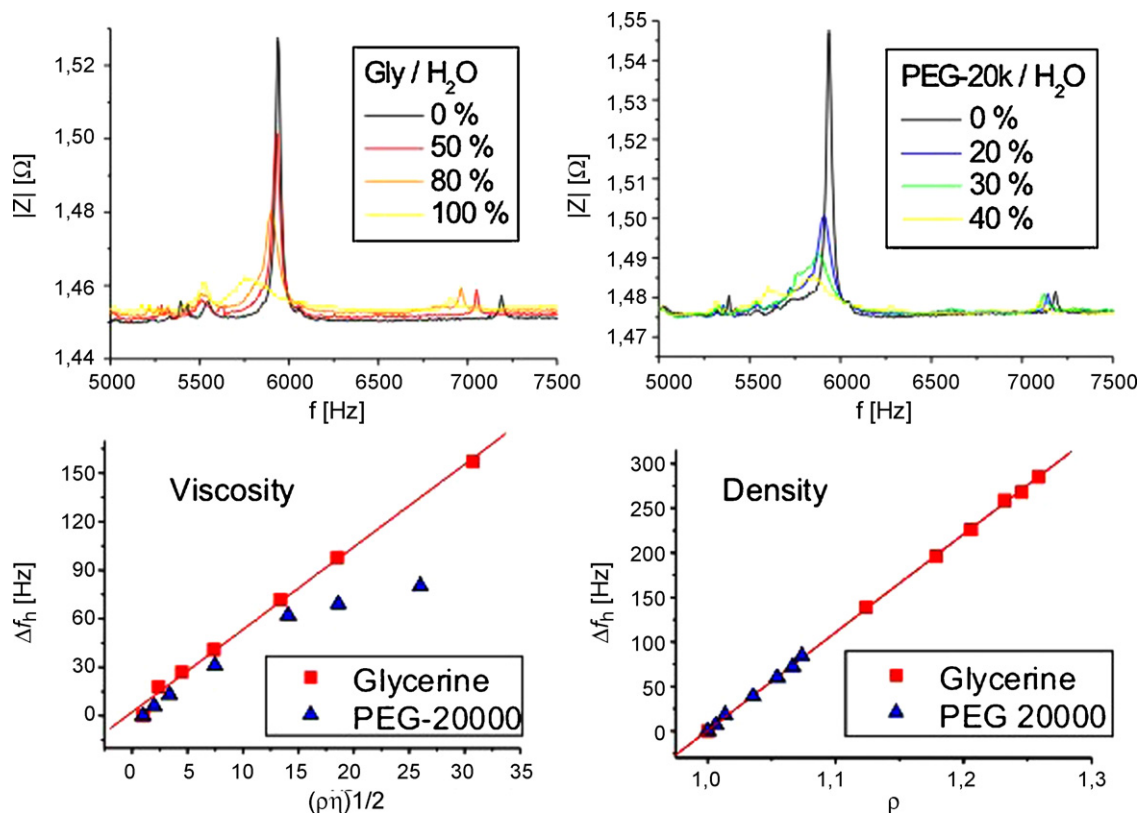 1,52
1,50
1,48
1,46
1,44
|Z| [Ω]
Gly / H₂O
0 %
50 %
80 %
100 %
5000 5500 6000 6500 7000 7500
f [Hz]
1,55
1,54
1,53
1,52
1,51
1,50
1,49
1,48
1,47
|Z| [Ω]
PEG-20k / H₂O
0 %
20 %
30 %
40 %
5000 5500 6000 6500 7000 7500
f [Hz]
150
120
90
60
30
0
Δfh [Hz]
Viscosity
Glycerine
PEG-20000
0 5 10 15 20 25 30 35
(ρη)1/2
300
250
200
150
100
50
0
Δfh [Hz]
Density
Glycerine
PEG 20000
1,0 1,1 1,2 1,3
ρ